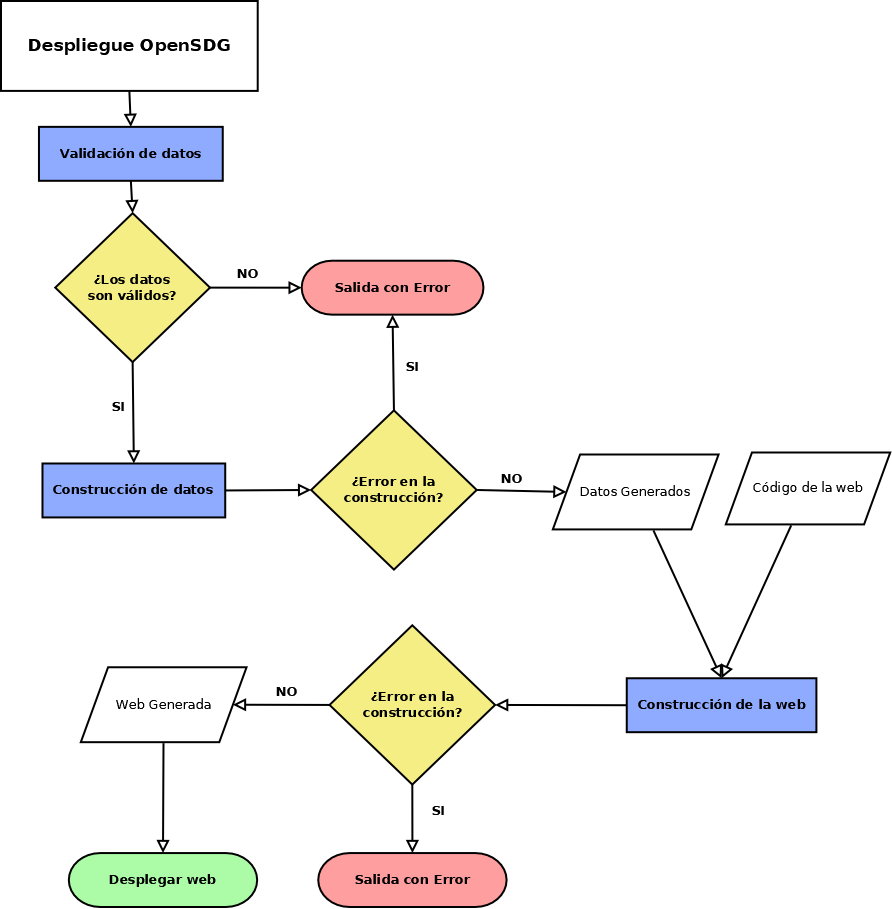 Despliegue OpenSDG
Validación de datos
¿Los datos
son válidos?
NO
Salida con Error
SI
SI
Construcción de datos
¿Error en la
construcción?
NO
Datos Generados
Código de la web
Construcción de la web
¿Error en la
construcción?
NO
Web Generada
SI
Desplegar web
Salida con Error